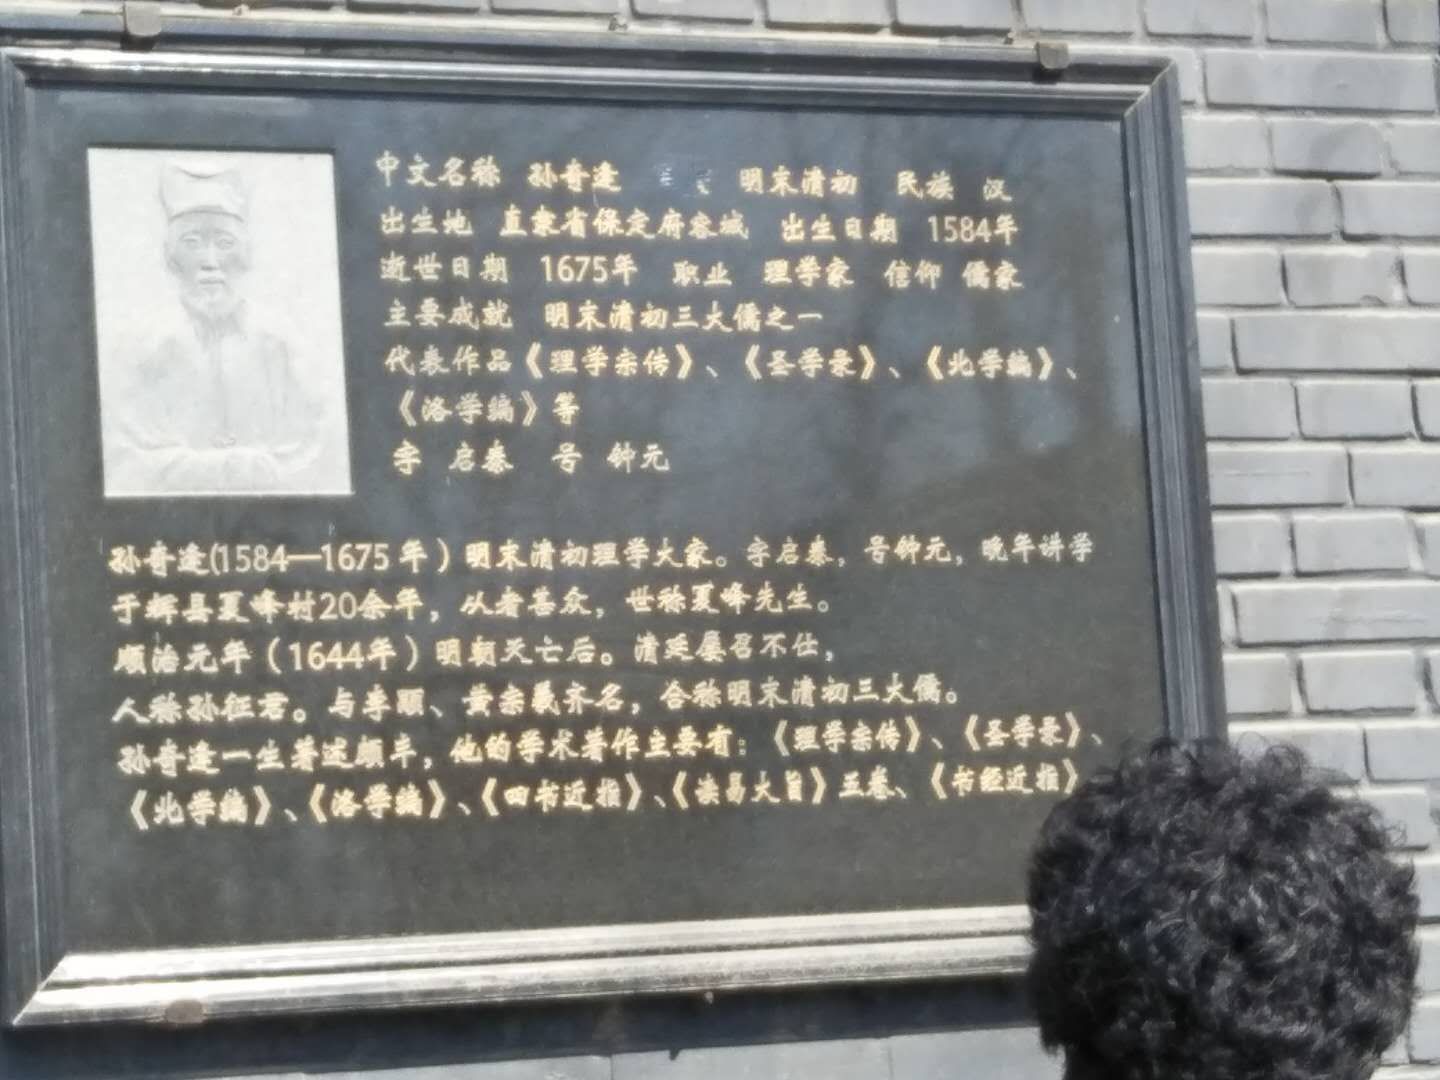 中文名称 孙奇逢 明末清初 民族 汉
出生地 直隶省保定府容城 出生日期 1584年
逝世日期 1675年 职业 理学家 信仰 儒家
主要成就 明末清初三大儒之一
代表作品《理学宗传》、《圣学录》、《北学编》、
《洛学编》等
字 启泰 号 钟元
孙奇逢(1584—1675年)明末清初理学大家。字启泰,号钟元,晚年讲学
于辉县夏峰村20余年,从者甚众,世称夏峰先生。
顺治元年(1644年)明朝灭亡后。清廷屡召不仕,
人称孙征君。与李颙、黄宗羲齐名,合称明末清初三大儒。
孙奇逢一生著述颇丰,他的学术著作主要有:《理学宗传》、《圣学录》、
《北学编》、《洛学编》、《四书近指》、《读易大旨》五卷、《书经近指》